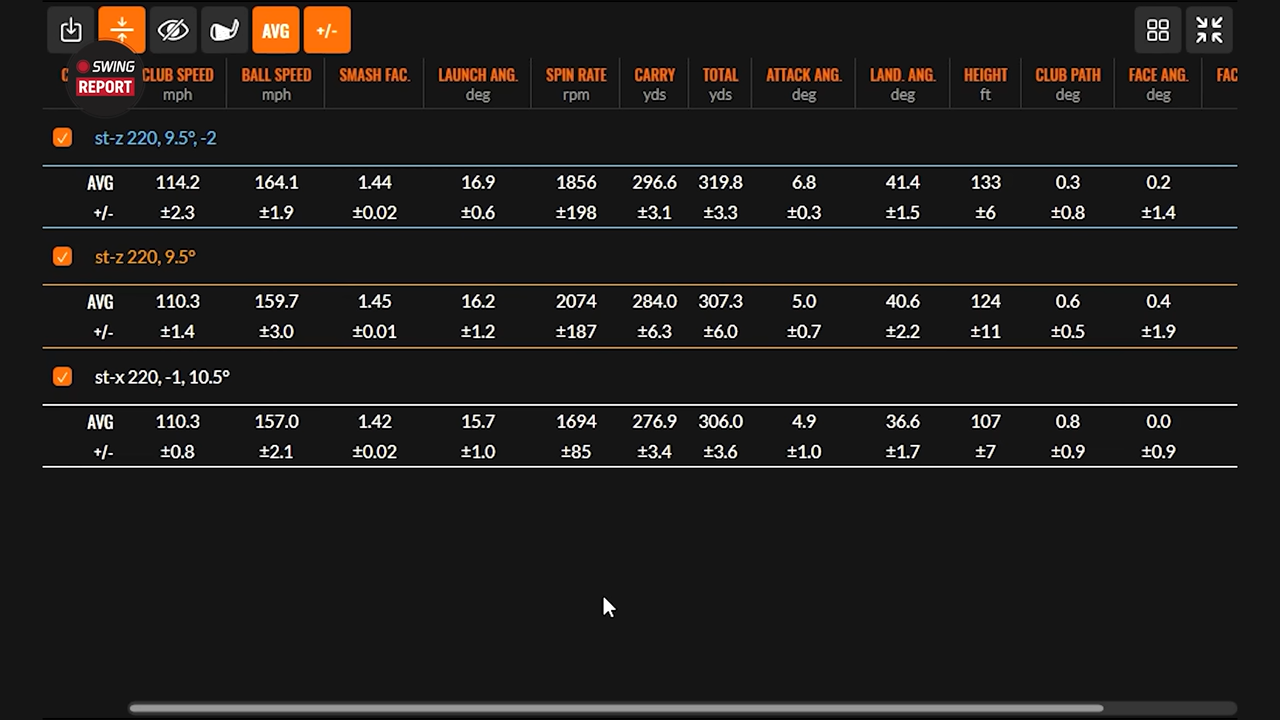 AVG +/-
SWING
REPORT
C CLUB SPEED BALL SPEED SMASH FAC. LAUNCH ANG. SPIN RATE CARRY TOTAL ATTACK ANG. LAND. ANG. HEIGHT CLUB PATH FACE ANG. FAC
mph mph deg rpm yds yds deg deg ft deg deg
st-z 220, 9.5°, -2
AVG 114.2 164.1 1.44 16.9 1856 296.6 319.8 6.8 41.4 133 0.3 0.2
+/- ±2.3 ±1.9 ±0.02 ±0.6 ±198 ±3.1 ±3.3 ±0.3 ±1.5 ±6 ±0.8 ±1.4
st-z 220, 9.5°
AVG 110.3 159.7 1.45 16.2 2074 284.0 307.3 5.0 40.6 124 0.6 0.4
+/- ±1.4 ±3.0 ±0.01 ±1.2 ±187 ±6.3 ±6.0 ±0.7 ±2.2 ±11 ±0.5 ±1.9
st-x 220, -1, 10.5°
AVG 110.3 157.0 1.42 15.7 1694 276.9 306.0 4.9 36.6 107 0.8 0.0
+/- ±0.8 ±2.1 ±0.02 ±1.0 ±85 ±3.4 ±3.6 ±1.0 ±1.7 ±7 ±0.9 ±0.9